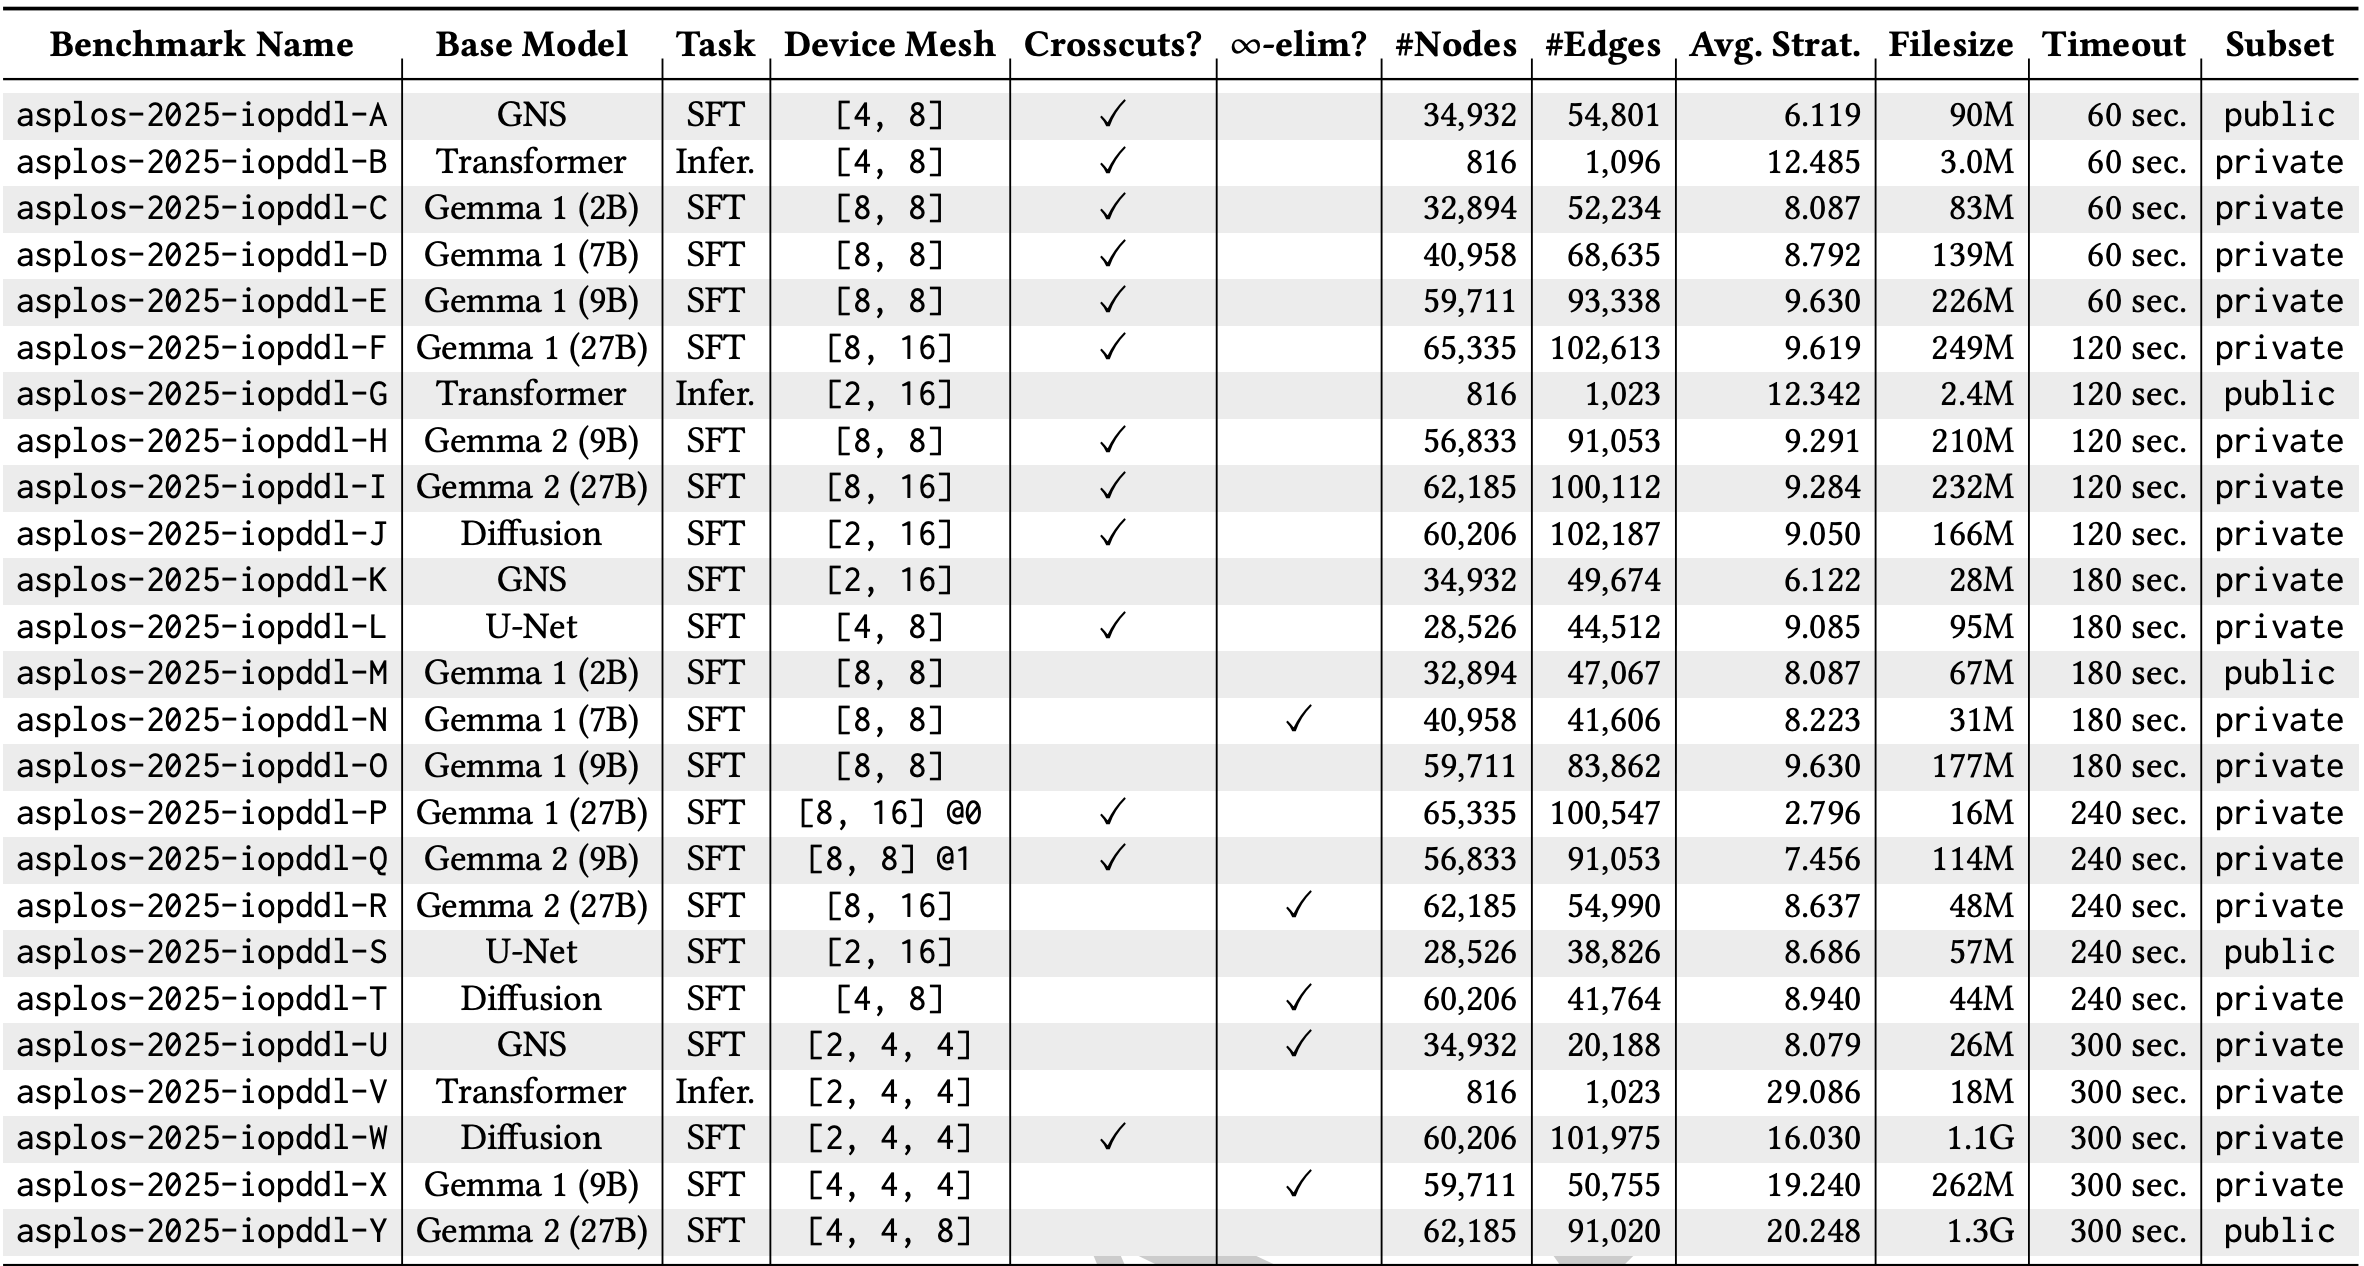 Benchmark Name Base Model Task Device Mesh Crosscuts? ∞-elim? #Nodes #Edges Avg. Strat. Filesize Timeout Subset
asplos-2025-iopddl-A GNS SFT [4, 8] ✓ 34,932 54,801 6.119 90M 60 sec. public
asplos-2025-iopddl-B Transformer Infer. [4, 8] ✓ 816 1,096 12.485 3.0M 60 sec. private
asplos-2025-iopddl-C Gemma 1 (2B) SFT [8, 8] ✓ 32,894 52,234 8.087 83M 60 sec. private
asplos-2025-iopddl-D Gemma 1 (7B) SFT [8, 8] ✓ 40,958 68,635 8.792 139M 60 sec. private
asplos-2025-iopddl-E Gemma 1 (9B) SFT [8, 8] ✓ 59,711 93,338 9.630 226M 60 sec. private
asplos-2025-iopddl-F Gemma 1 (27B) SFT [8, 16] ✓ 65,335 102,613 9.619 249M 120 sec. private
asplos-2025-iopddl-G Transformer Infer. [2, 16] 816 1,023 12.342 2.4M 120 sec. public
asplos-2025-iopddl-H Gemma 2 (9B) SFT [8, 8] ✓ 56,833 91,053 9.291 210M 120 sec. private
asplos-2025-iopddl-I Gemma 2 (27B) SFT [8, 16] ✓ 62,185 100,112 9.284 232M 120 sec. private
asplos-2025-iopddl-J Diffusion SFT [2, 16] ✓ 60,206 102,187 9.050 166M 120 sec. private
asplos-2025-iopddl-K GNS SFT [2, 16] 34,932 49,674 6.122 28M 180 sec. private
asplos-2025-iopddl-L U-Net SFT [4, 8] ✓ 28,526 44,512 9.085 95M 180 sec. private
asplos-2025-iopddl-M Gemma 1 (2B) SFT [8, 8] 32,894 47,067 8.087 67M 180 sec. public
asplos-2025-iopddl-N Gemma 1 (7B) SFT [8, 8] ✓ 40,958 41,606 8.223 31M 180 sec. private
asplos-2025-iopddl-O Gemma 1 (9B) SFT [8, 8] 59,711 83,862 9.630 177M 180 sec. private
asplos-2025-iopddl-P Gemma 1 (27B) SFT [8, 16] @0 ✓ 65,335 100,547 2.796 16M 240 sec. private
asplos-2025-iopddl-Q Gemma 2 (9B) SFT [8, 8] @1 ✓ 56,833 91,053 7.456 114M 240 sec. private
asplos-2025-iopddl-R Gemma 2 (27B) SFT [8, 16] ✓ 62,185 54,990 8.637 48M 240 sec. private
asplos-2025-iopddl-S U-Net SFT [2, 16] 28,526 38,826 8.686 57M 240 sec. public
asplos-2025-iopddl-T Diffusion SFT [4, 8] ✓ 60,206 41,764 8.940 44M 240 sec. private
asplos-2025-iopddl-U GNS SFT [2, 4, 4] ✓ 34,932 20,188 8.079 26M 300 sec. private
asplos-2025-iopddl-V Transformer Infer. [2, 4, 4] 816 1,023 29.086 18M 300 sec. private
asplos-2025-iopddl-W Diffusion SFT [2, 4, 4] ✓ 60,206 101,975 16.030 1.1G 300 sec. private
asplos-2025-iopddl-X Gemma 1 (9B) SFT [4, 4, 4] ✓ 59,711 50,755 19.240 262M 300 sec. private
asplos-2025-iopddl-Y Gemma 2 (27B) SFT [4, 4, 8] 62,185 91,020 20.248 1.3G 300 sec. public